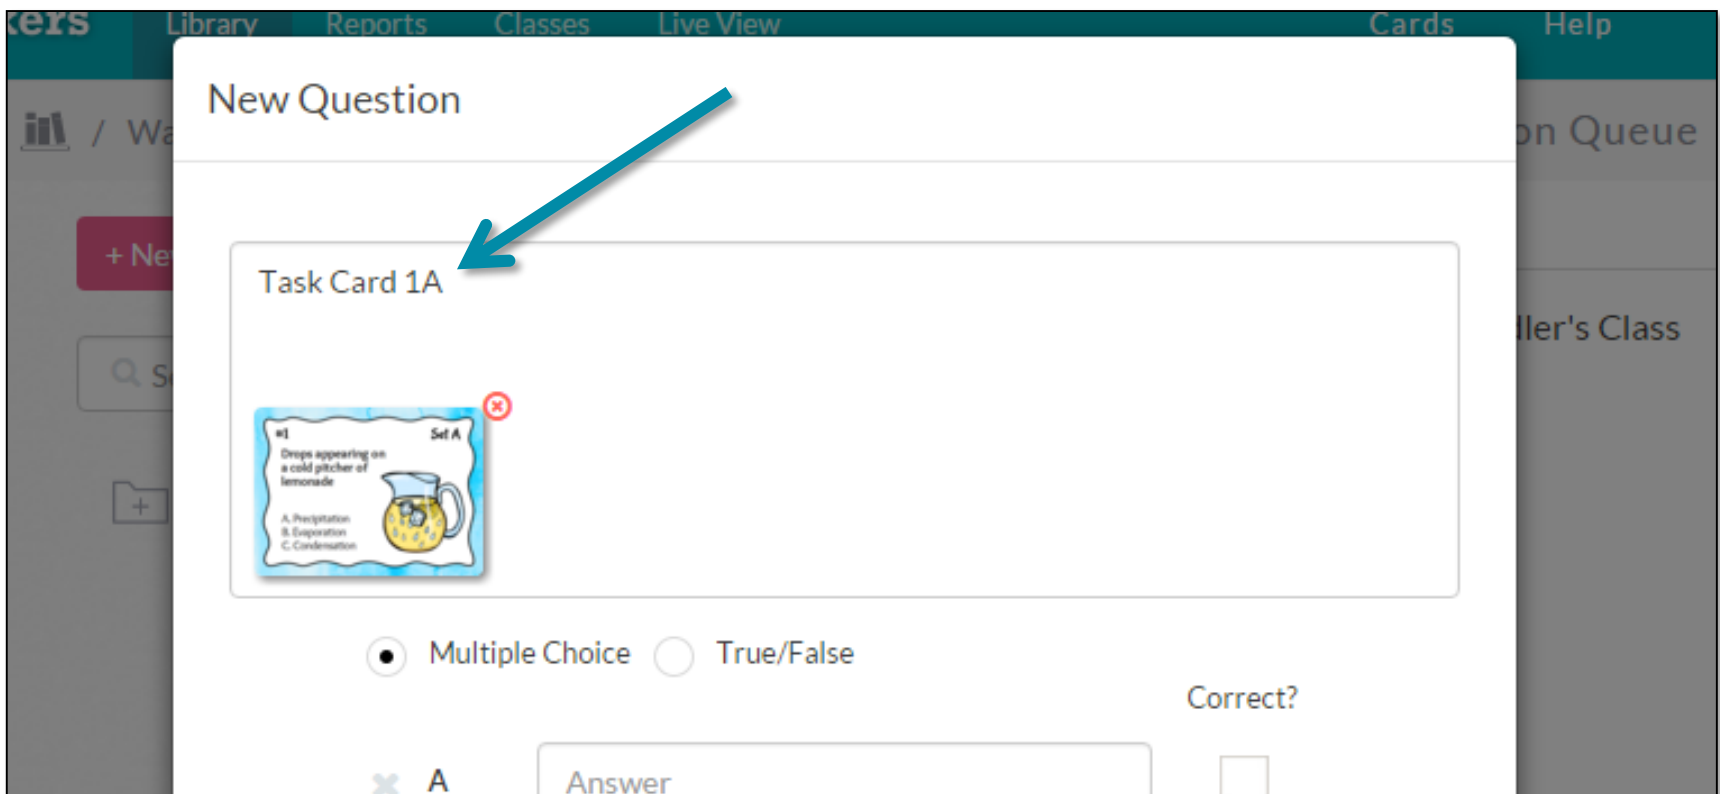 Library Reports Classes Live View Cards Help
New Question
/ Wa
on Queue
+ Ne
Task Card 1A
ller's Class
#1 Set A
Drops appearing on
a cold pitcher of
lemonade
A. Precipitation
B. Evaporation
C. Condensation
Multiple Choice True/False
Correct?
A Answer